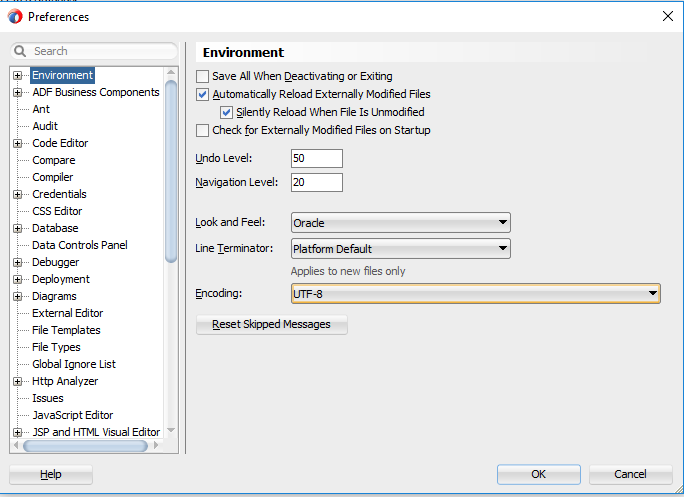 Preferences
Search
Environment
ADF Business Components
Ant
Audit
Code Editor
Compare
Compiler
Credentials
CSS Editor
Database
Data Controls Panel
Debugger
Deployment
Diagrams
External Editor
File Templates
File Types
Global Ignore List
Http Analyzer
Issues
JavaScript Editor
JSP and HTML Visual Editor
Environment
Save All When Deactivating or Exiting
Automatically Reload Externally Modified Files
Silently Reload When File Is Unmodified
Check for Externally Modified Files on Startup
Undo Level: 50
Navigation Level: 20
Look and Feel: Oracle
Line Terminator: Platform Default
Applies to new files only
Encoding: UTF-8
Reset Skipped Messages
Help OK Cancel